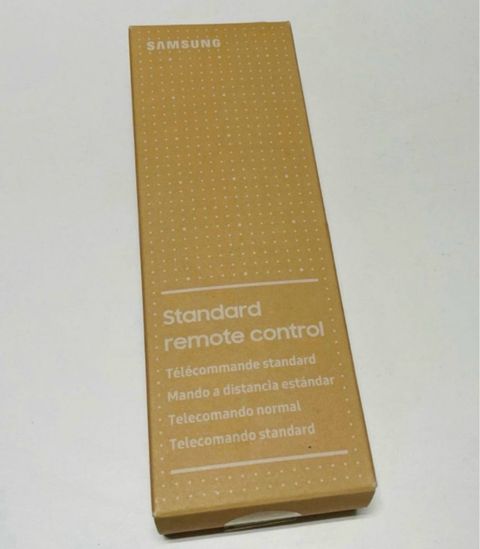 SAMSUNG
Standard
remote control
Télécommande standard
Mando a distancia estándar
Telecomando normal
Telecomando standard